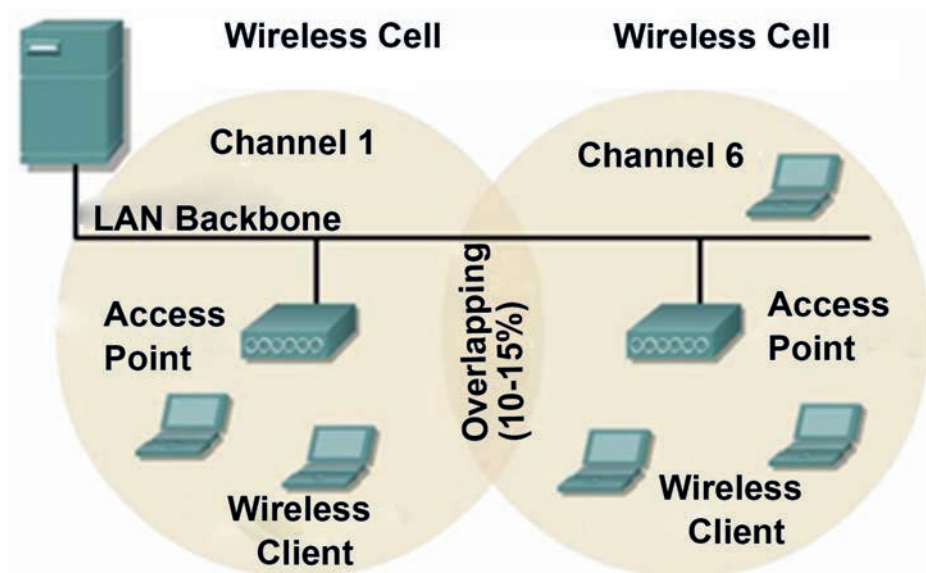 Wireless Cell
Wireless Cell
Channel 1
Channel 6
LAN Backbone
Access
Point
Overlapping
(10-15%)
Access
Point
Wireless
Client
Wireless
Client